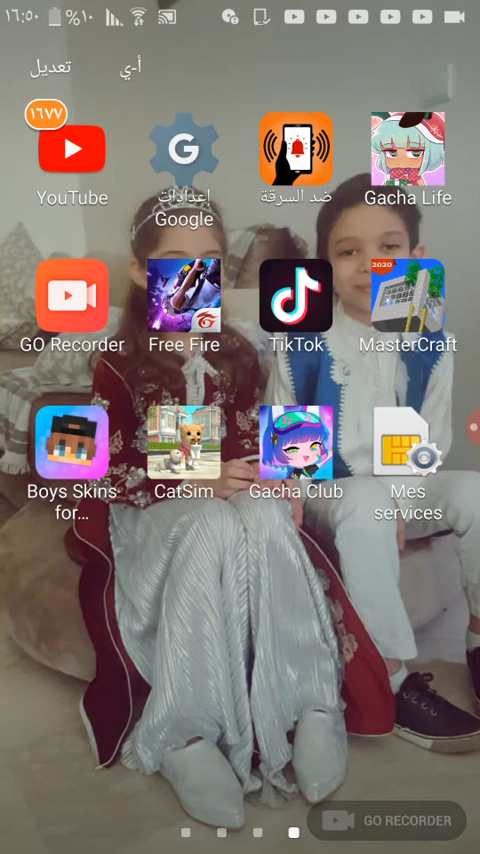 ١٦:٥٠ %١٠
تعديل أ-ي
١٦٧٧
YouTube
إعدادات
Google
ضد السرقة
Gacha Life
2020
GO Recorder
Free Fire
TikTok
MasterCraft
Boys Skins
for...
CatSim
Gacha Club
Mes
services
GO RECORDER